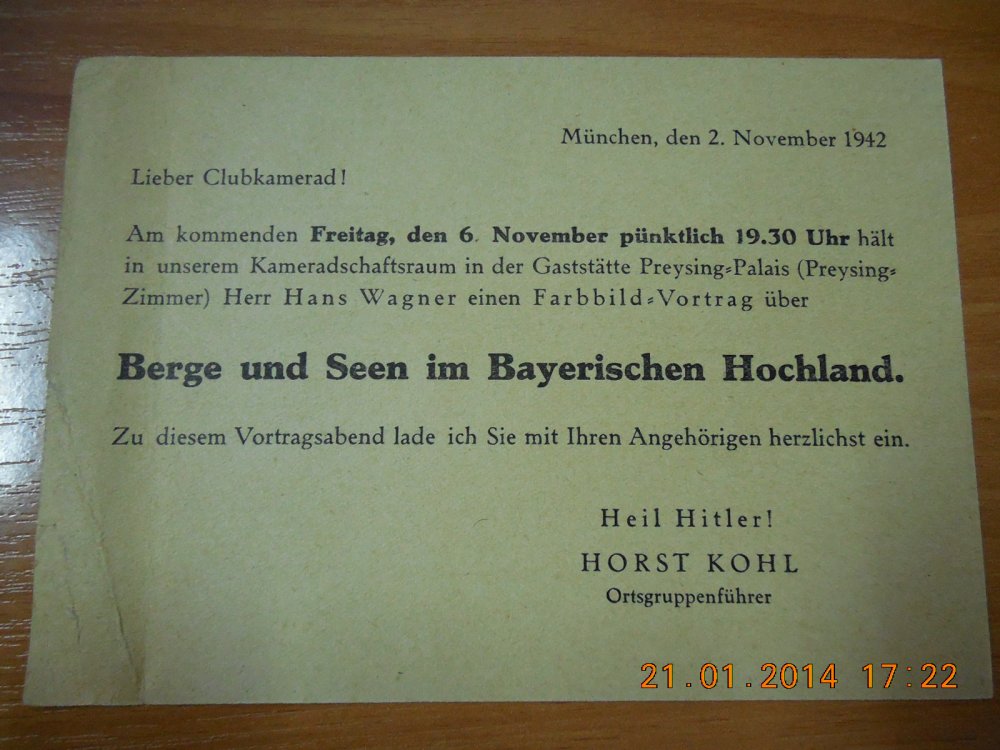 München, den 2. November 1942
Lieber Clubkamerad!
Am kommenden Freitag, den 6. November pünktlich 19.30 Uhr hält
in unserem Kameradschaftsraum in der Gaststätte Preysing-Palais (Preysing-
Zimmer) Herr Hans Wagner einen Farbbild-Vortrag über
Berge und Seen im Bayerischen Hochland.
Zu diesem Vortragsabend lade ich Sie mit Ihren Angehörigen herzlichst ein.
Heil Hitler!
HORST KOHL
Ortsgruppenführer
21.01.2014 17:22